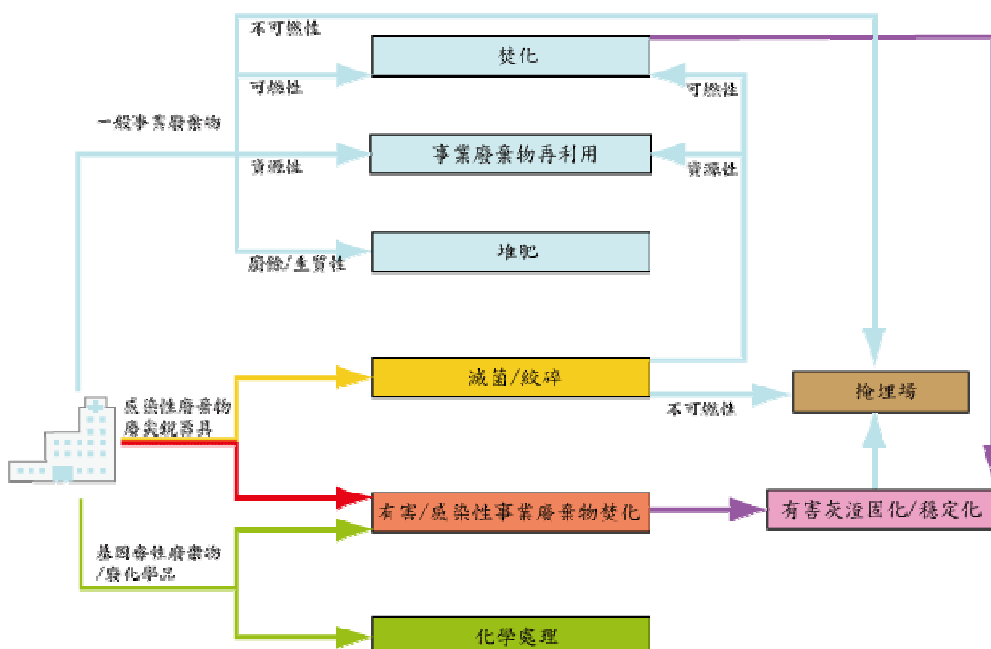 不可燃性
焚化
可燃性
可燃性
一般事業廢棄物
事業廢棄物再利用
資源性
資源性
堆肥
廚餘/生質性
滅菌/絞碎
掩埋場
不可燃性
感染性廢棄物
廢尖銳器具
有害/感染性事業廢棄物焚化
有害灰渣固化/穩定化
基因毒性廢棄物
/廢化學品
化學處理